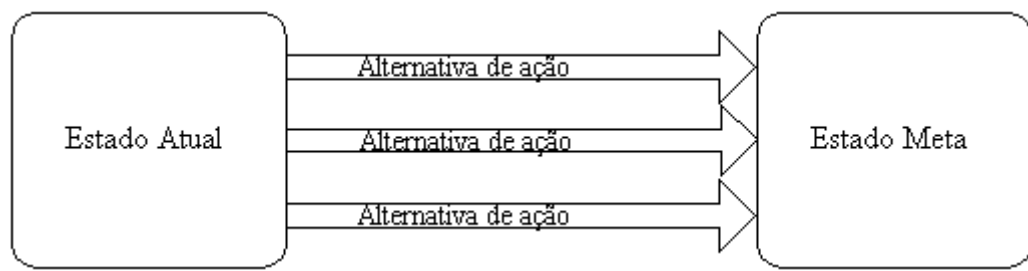 Alternativa de ação
Estado Atual
Alternativa de ação
Estado Meta
Alternativa de ação